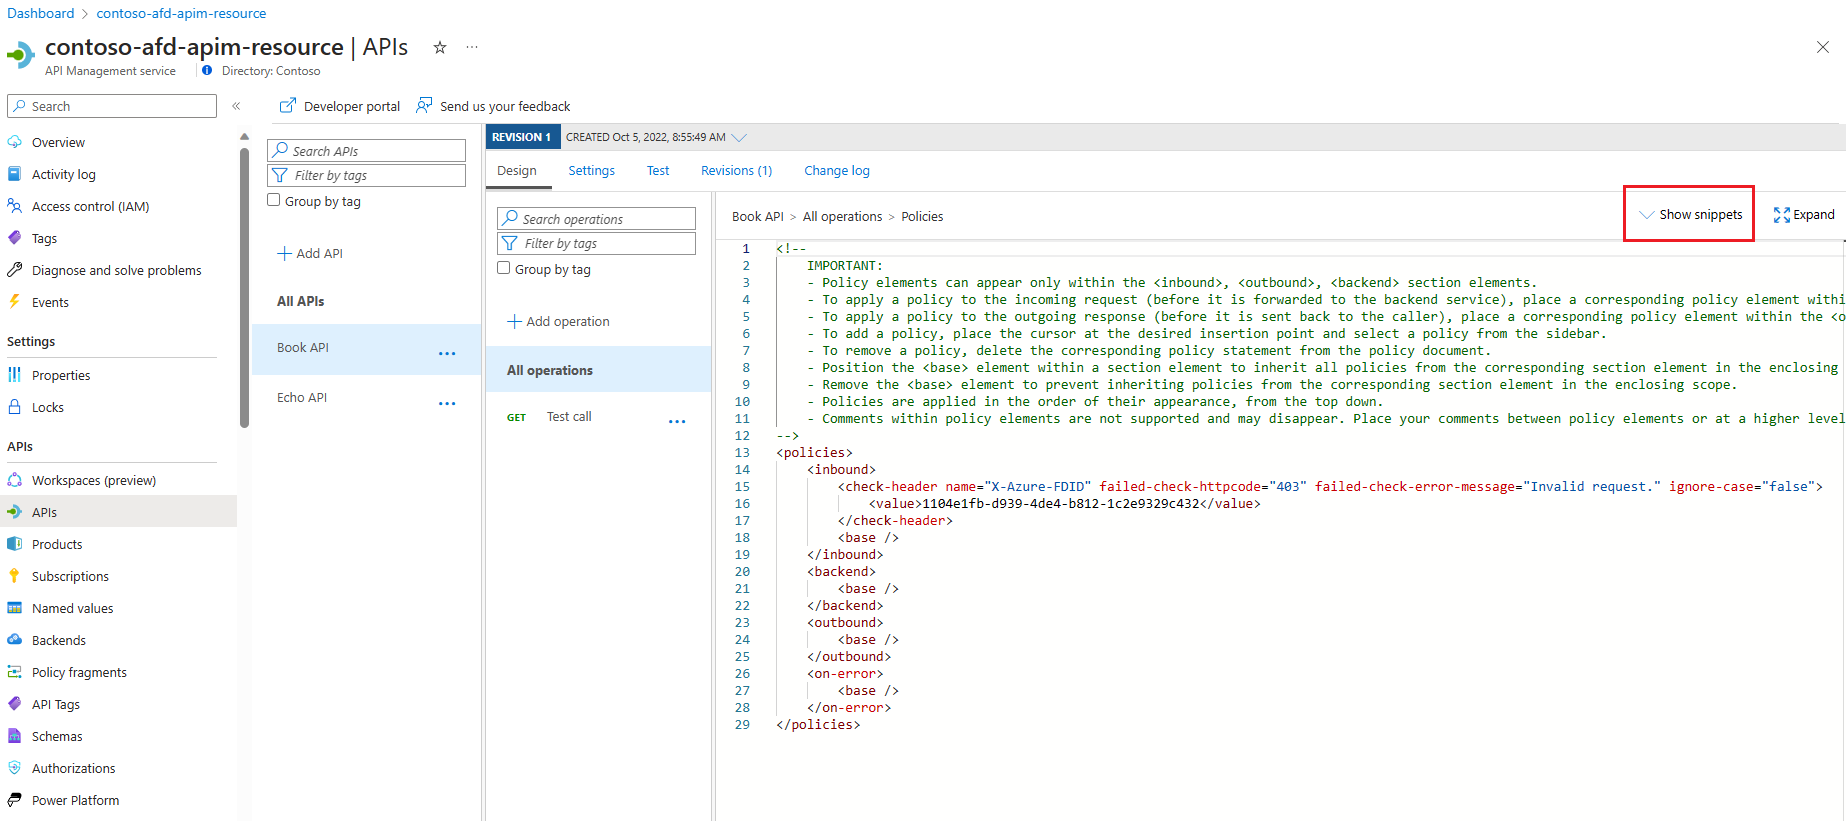 Dashboard > contoso-afd-apim-resource
contoso-afd-apim-resource | APIs
API Management service
Directory: Contoso
Search
Overview
Activity log
Access control (IAM)
Tags
Diagnose and solve problems
Events
Settings
Properties
Locks
APIs
Workspaces (preview)
APIs
Products
Subscriptions
Named values
Backends
Policy fragments
API Tags
Schemas
Authorizations
Power Platform
Developer portal
Send us your feedback
Search APIs
Filter by tags
Group by tag
Add API
All APIs
Book API
Echo API
REVISION 1 CREATED Oct 5, 2022, 8:55:49 AM
Design Settings Test Revisions (1) Change log
Search operations
Filter by tags
Group by tag
Add operation
All operations
GET Test call
Book API > All operations > Policies
Show snippets
Expand
1 <!--
2 IMPORTANT:
3 - Policy elements can appear only within the <inbound>, <outbound>, <backend> section elements.
4 - To apply a policy to the incoming request (before it is forwarded to the backend service), place a corresponding policy element withi
5 - To apply a policy to the outgoing response (before it is sent back to the caller), place a corresponding policy element within the <o
6 - To add a policy, place the cursor at the desired insertion point and select a policy from the sidebar.
7 - To remove a policy, delete the corresponding policy statement from the policy document.
8 - Position the <base> element within a section element to inherit all policies from the corresponding section element in the enclosing
9 - Remove the <base> element to prevent inheriting policies from the corresponding section element in the enclosing scope.
10 - Policies are applied in the order of their appearance, from the top down.
11 - Comments within policy elements are not supported and may disappear. Place your comments between policy elements or at a higher level
12 -->
13 <policies>
14 <inbound>
15 <check-header name="X-Azure-FDID" failed-check-httpcode="403" failed-check-error-message="Invalid request." ignore-case="false">
16 <value>1104e1fb-d939-4de4-b812-1c2e9329c432</value>
17 </check-header>
18 <base />
19 </inbound>
20 <backend>
21 <base />
22 </backend>
23 <outbound>
24 <base />
25 </outbound>
26 <on-error>
27 <base />
28 </on-error>
29 </policies>